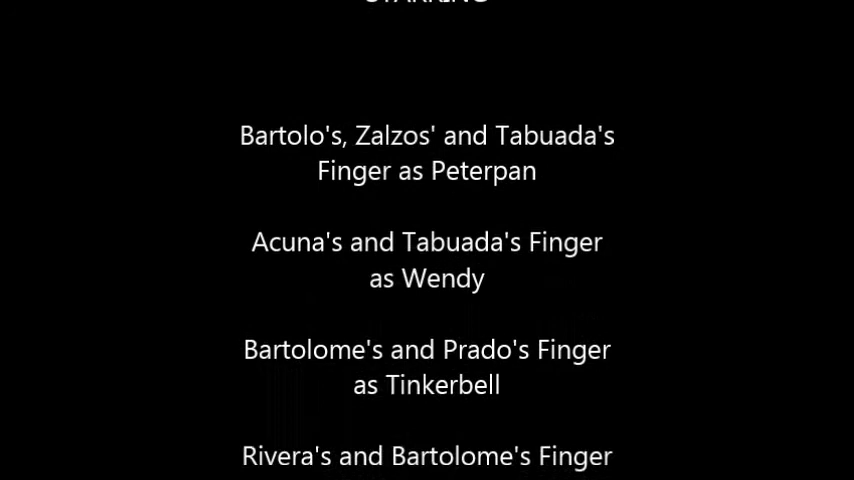 STARRING
Bartolo's, Zalzos' and Tabuada's
Finger as Peterpan
Acuna's and Tabuada's Finger
as Wendy
Bartolome's and Prado's Finger
as Tinkerbell
Rivera's and Bartolome's Finger